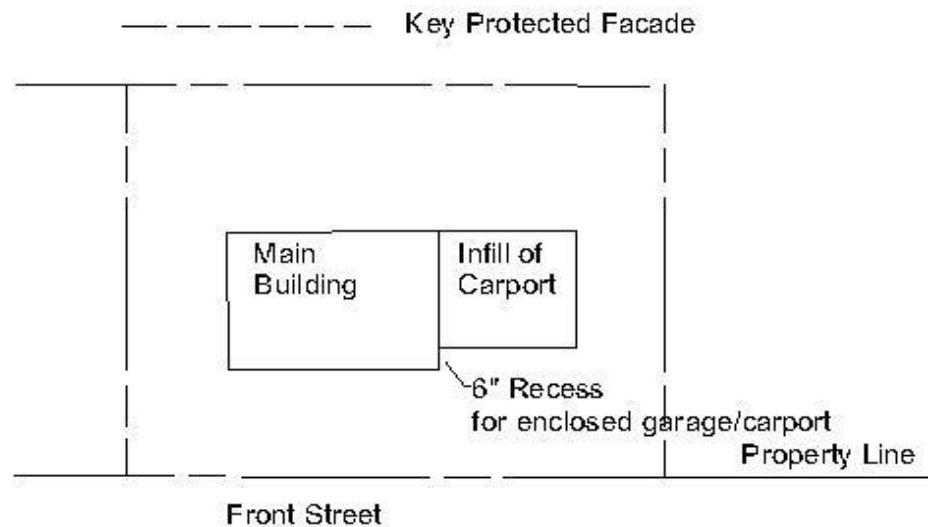 Key Protected Facade
Main
Building
Infill of
Carport
6" Recess
for enclosed garage/carport
Property Line
Front Street